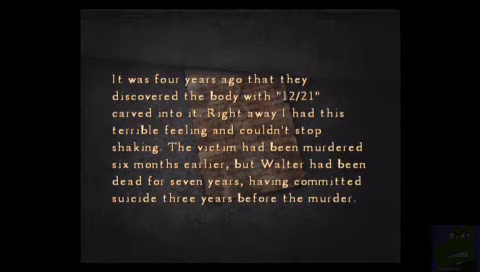 It was four years ago that they
discovered the body with "12/21"
carved into it. Right away I had this
terrible feeling and couldn't stop
shaking. The victim had been murdered
six months earlier, but Walter had been
dead for seven years, having committed
suicide three years before the murder.